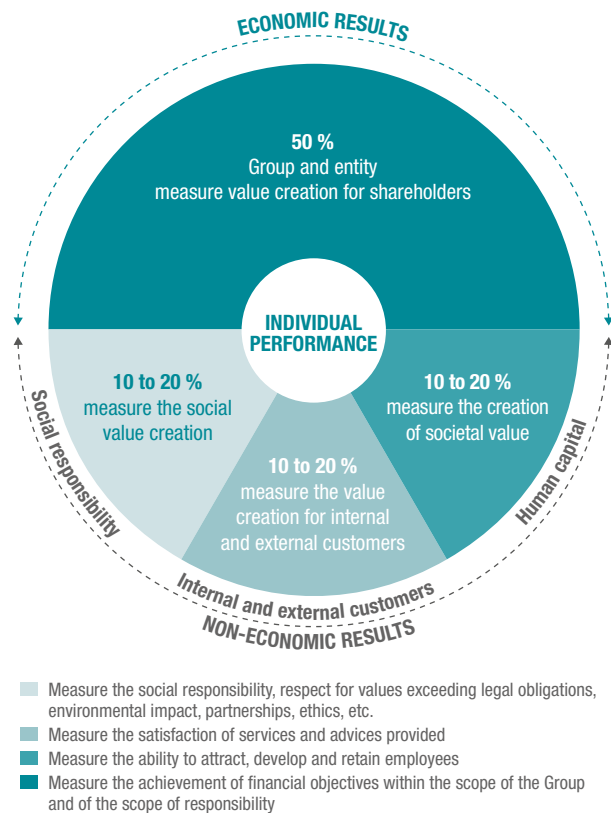 ECONOMIC RESULTS
50 %
Group and entity
measure value creation for shareholders
INDIVIDUAL
PERFORMANCE
10 to 20 %
measure the social
value creation
10 to 20 %
measure the creation
of societal value
10 to 20 %
measure the value
creation for internal
and external customers
Social responsibility
Human capital
Internal and external customers
NON-ECONOMIC RESULTS
Measure the social responsibility, respect for values exceeding legal obligations,
environmental impact, partnerships, ethics, etc.
Measure the satisfaction of services and advices provided
Measure the ability to attract, develop and retain employees
Measure the achievement of financial objectives within the scope of the Group
and of the scope of responsibility